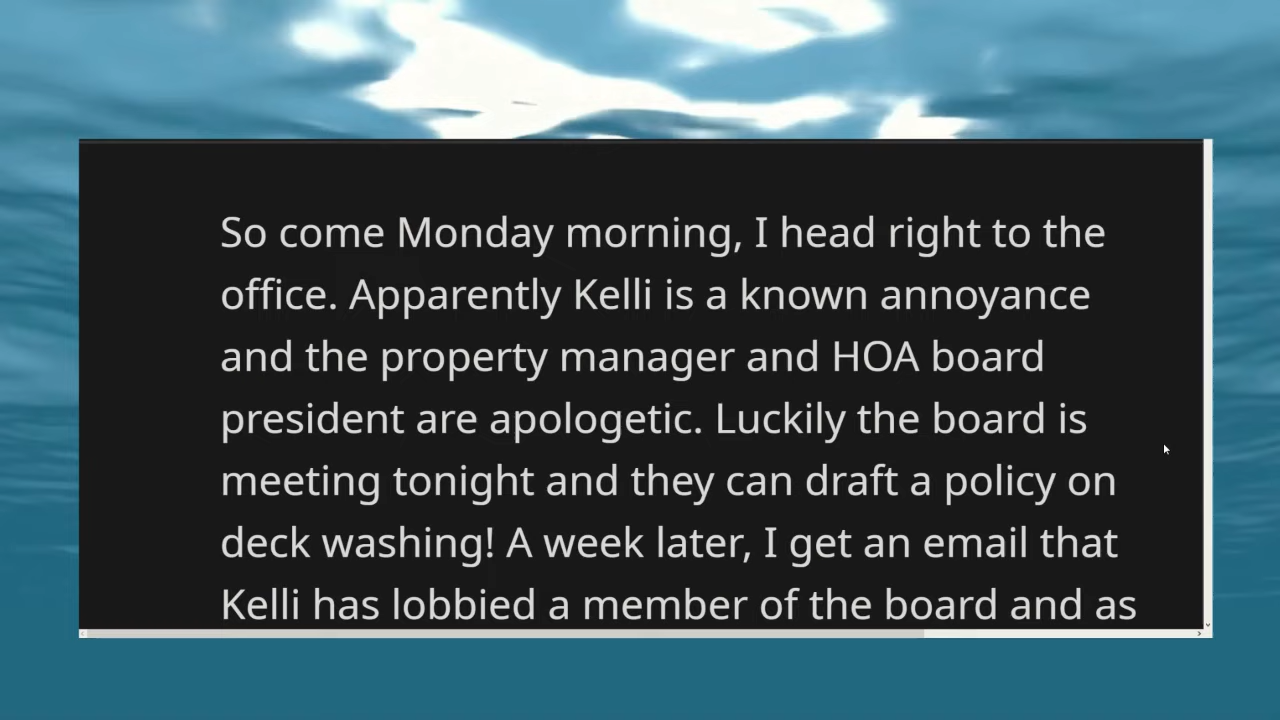 So come Monday morning, I head right to the
office. Apparently Kelli is a known annoyance
and the property manager and HOA board
president are apologetic. Luckily the board is
meeting tonight and they can draft a policy on
deck washing! A week later, I get an email that
Kelli has lobbied a member of the board and as